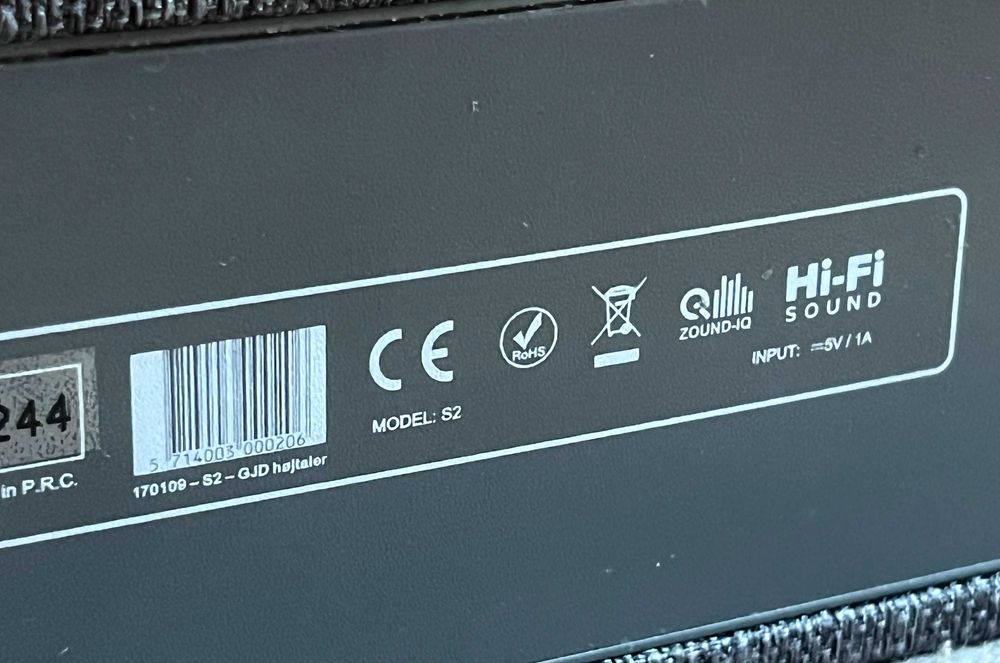 244
in P.R.C.
5 714003 000206
170109 – S2 – GJD højtaler
CE
MODEL: S2
RoHS
ZOUND-IQ
Hi-Fi
SOUND
INPUT: ⎓5V / 1A